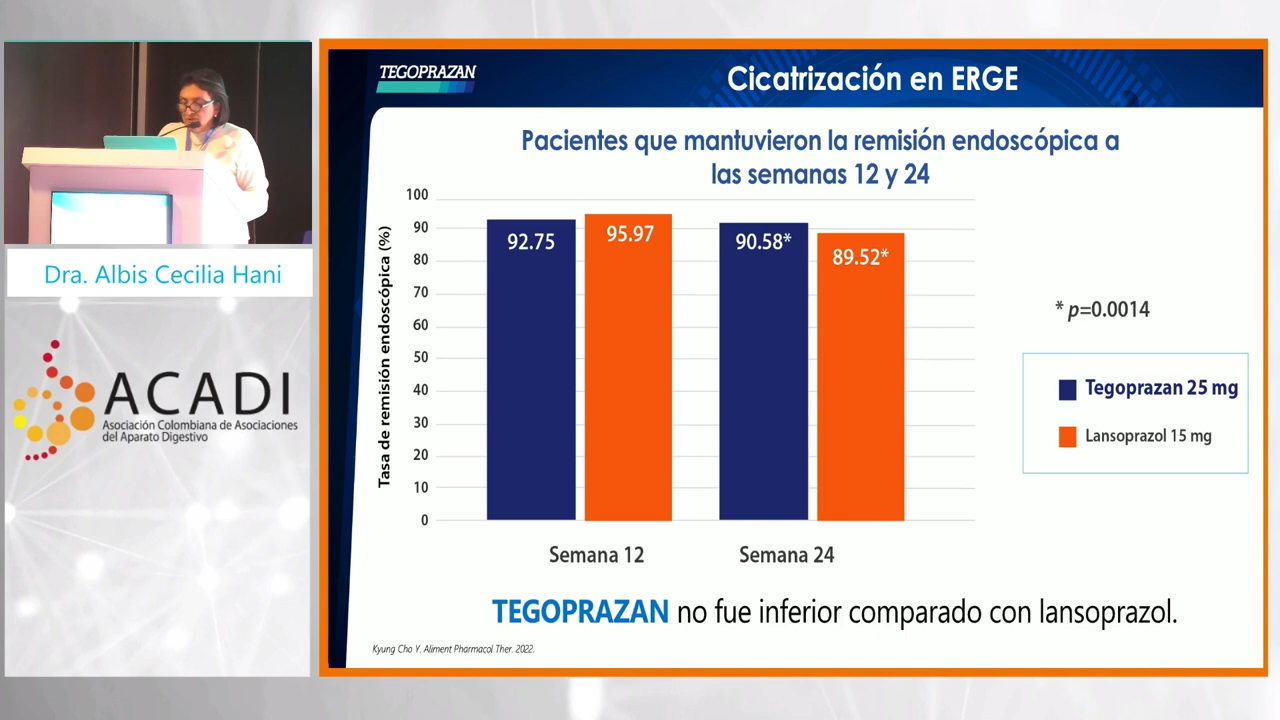 TEGOPRAZAN
Cicatrización en ERGE
Pacientes que mantuvieron la remisión endoscópica a
las semanas 12 y 24
Tasa de remisión endoscópica (%)
100
90
80
70
60
50
40
30
20
10
0
92.75
95.97
90.58*
89.52*
Semana 12
Semana 24
* p=0.0014
Tegoprazan 25 mg
Lansoprazol 15 mg
TEGOPRAZAN no fue inferior comparado con lansoprazol.
Kyung Cho Y. Aliment Pharmacol Ther. 2022.
Dra. Albis Cecilia Hani
ACADI
Asociación Colombiana de Asociaciones
del Aparato Digestivo